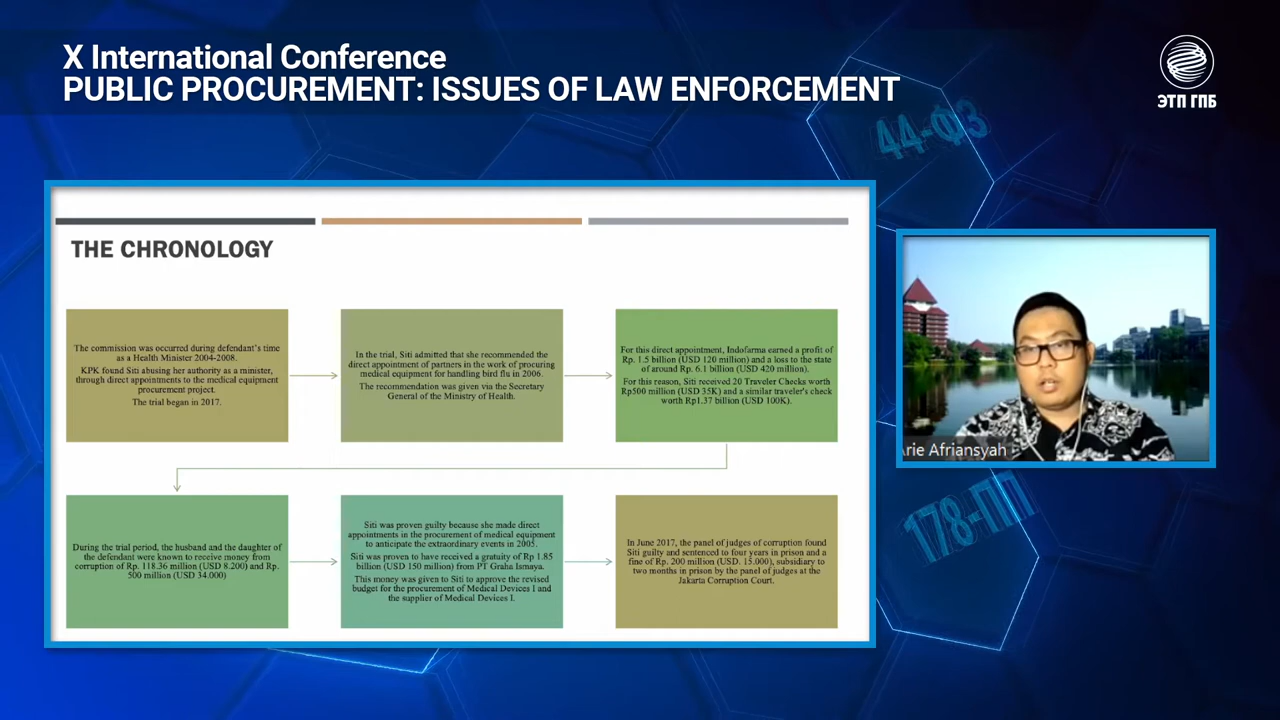 X International Conference
PUBLIC PROCUREMENT: ISSUES OF LAW ENFORCEMENT
ЭТП ГПБ
44-ФЗ
THE CHRONOLOGY
The commission was occurred during defendant's time
as a Health Minister 2004-2008.
KPK found Siti abusing her authority as a minister,
through direct appointments to the medical equipment
procurement project.
The trial began in 2017.
In the trial, Siti admitted that she recommended the
direct appointment of partners in the work of procuring
medical equipment for handling bird flu in 2006.
The recommendation was given via the Secretary
General of the Ministry of Health.
For this direct appointment, Indofarma earned a profit of
Rp. 1.5 billion (USD 120 million) and a loss to the state
of around Rp. 6.1 billion (USD 420 million).
For this reason, Siti received 20 Traveler Checks worth
Rp500 million (USD 35K) and a similar traveler's check
worth Rp1.37 billion (USD 100K).
During the trial period, the husband and the daughter of
the defendant were known to receive money from
corruption of Rp. 118.36 million (USD 8.200) and Rp.
500 million (USD 34.000)
Siti was proven guilty because she made direct
appointments in the procurement of medical equipment
to anticipate the extraordinary events in 2005.
Siti was proven to have received a gratuity of Rp 1.85
billion (USD 150 million) from PT Graha Ismaya.
This money was given to Siti to approve the revised
budget for the procurement of Medical Devices I and
the supplier of Medical Devices I.
In June 2017, the panel of judges of corruption found
Siti guilty and sentenced to four years in prison and a
fine of Rp. 200 million (USD. 15.000), subsidiary to
two months in prison by the panel of judges at the
Jakarta Corruption Court.
Arie Afriansyah
178-ПП